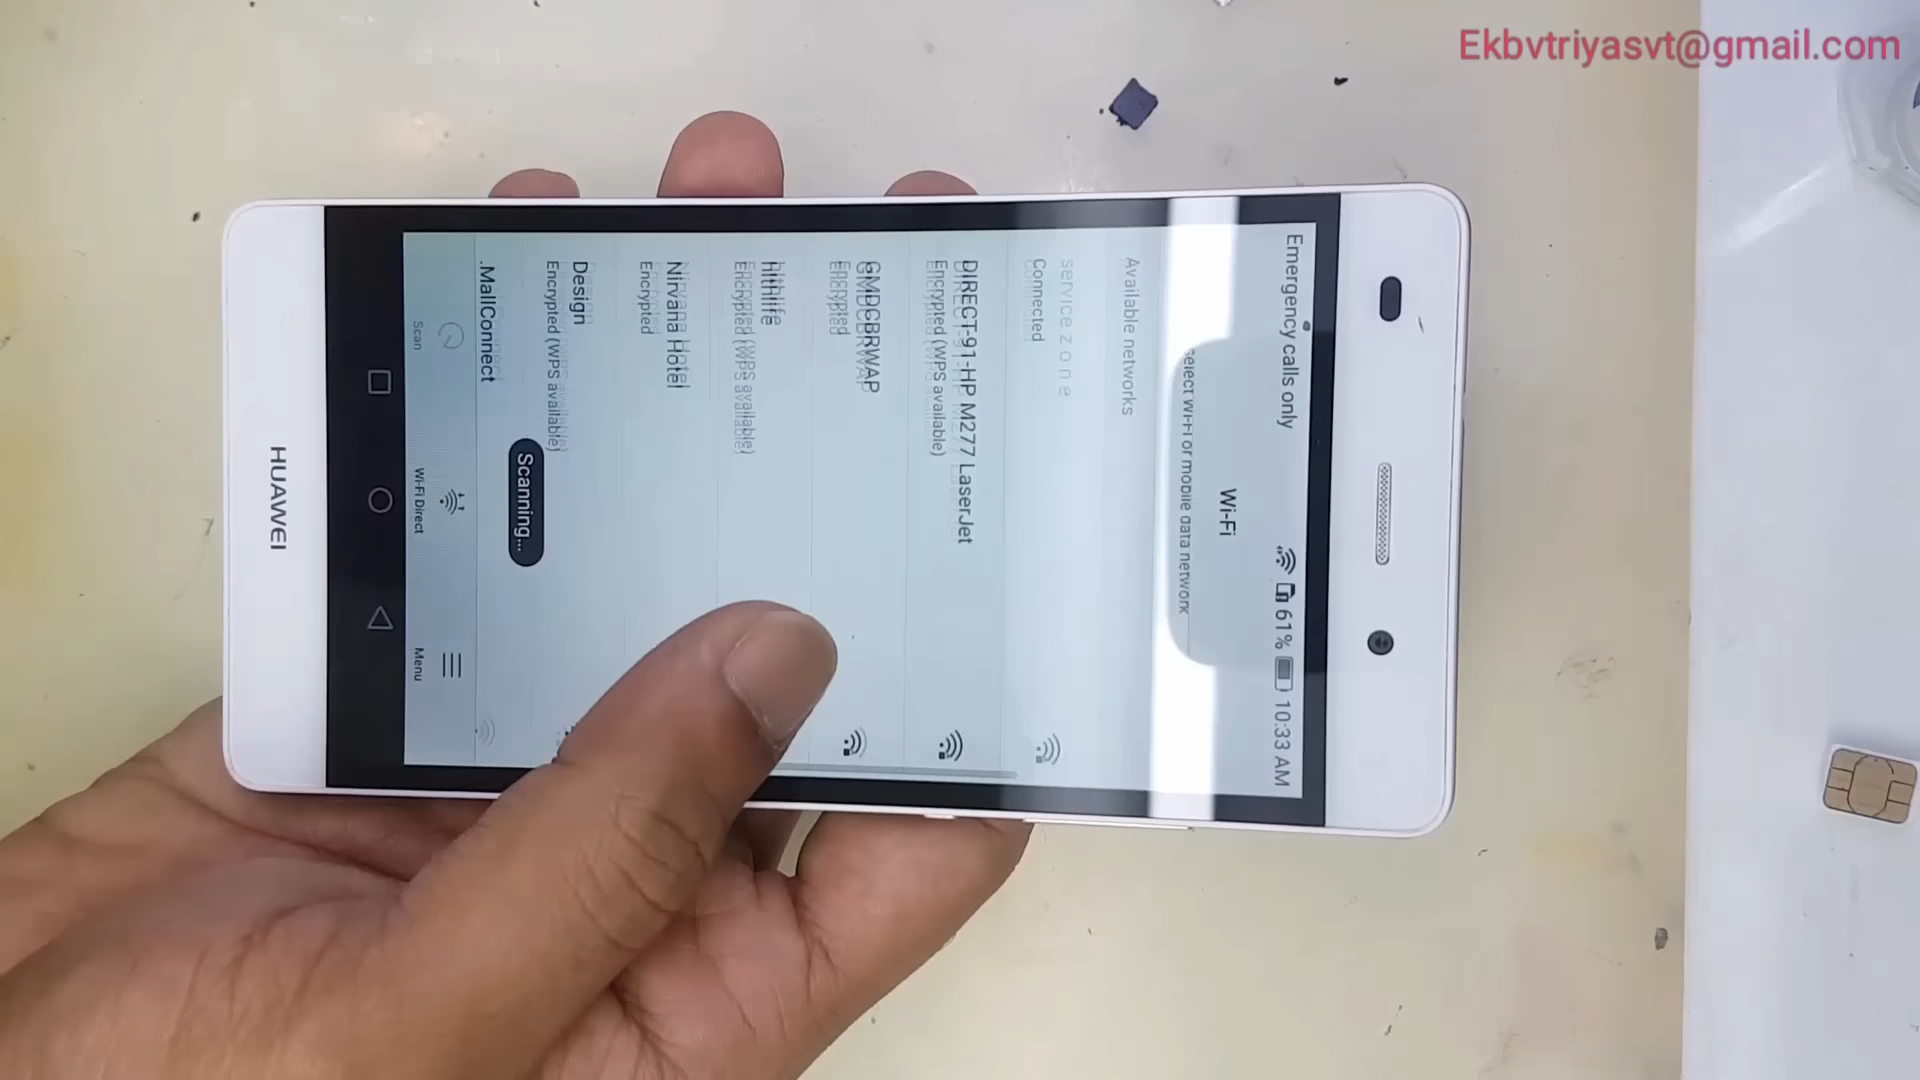 Ekbvtriyasvt@gmail.com
Emergency calls only
61%
10:33 AM
Wi-Fi
select Wi-Fi or mobile data network
Available networks
service z o n e
Connected
DIRECT-91-HP M277 LaserJet
Encrypted (WPS available)
GMDCBRWAP
Encrypted
hithlife
Encrypted (WPS available)
Nirvana Hotel
Encrypted
Design
Encrypted (WPS available)
Scanning...
.MallConnect
Scan
Wi-Fi Direct
Menu
HUAWEI